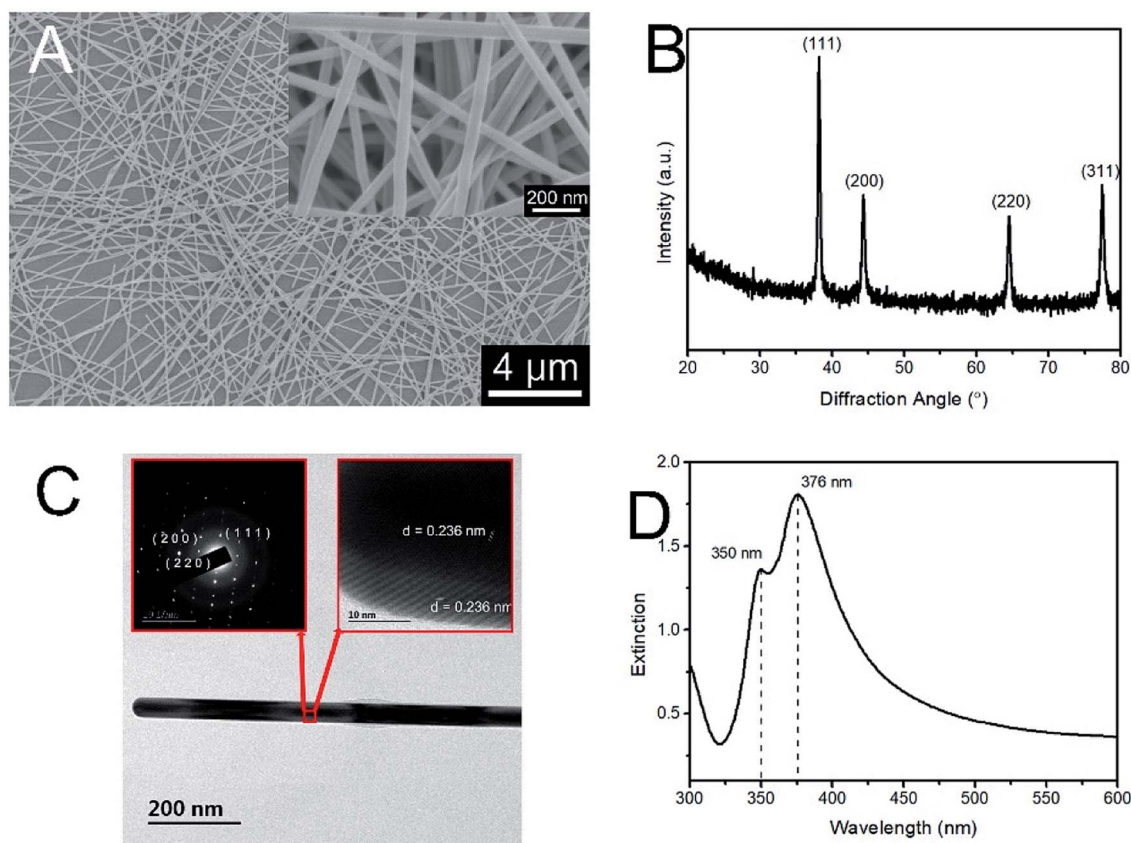 A
200 nm
4 µm
B
(111)
(200)
(220)
(311)
Intensity (a.u.)
20 30 40 50 60 70 80
Diffraction Angle (°)
C
(200)
(111)
(220)
d = 0.236 nm
d = 0.236 nm
10 nm
200 nm
D
376 nm
350 nm
2.0
1.5
1.0
0.5
Extinction
300 350 400 450 500 550 600
Wavelength (nm)